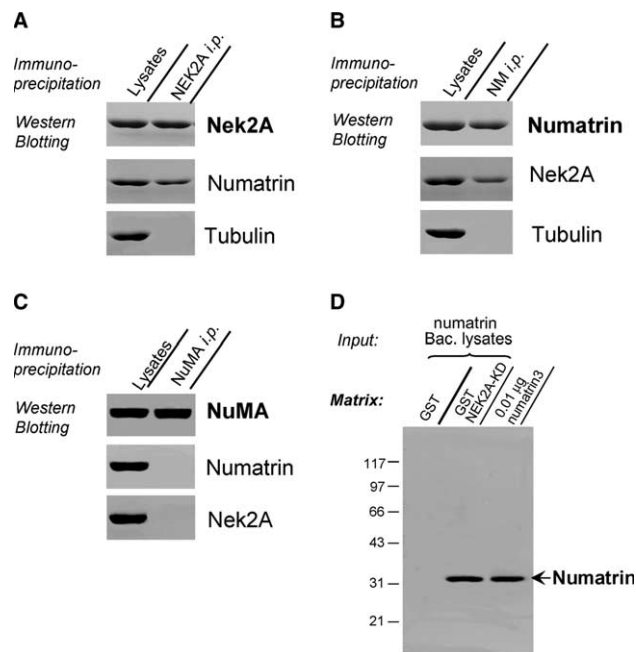 A
Immuno-
precipitation
Lysates
NEK2A i.p.
Western
Blotting
Nek2A
Numatrin
Tubulin
B
Immuno-
precipitation
Lysates
NM i.p.
Western
Blotting
Numatrin
Nek2A
Tubulin
C
Immuno-
precipitation
Lysates
NuMA i.p.
Western
Blotting
NuMA
Numatrin
Nek2A
D
Input:
numatrin
Bac. lysates
Matrix:
GST
GST
NEK2A-KD
0.01 µg
numatrin3
117
97
66
43
31
21
Numatrin